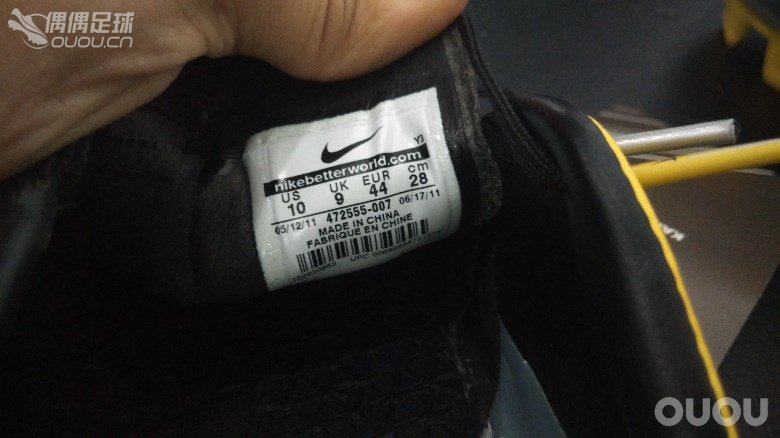 偶偶足球
OUOU.CN
Y3
nikebetterworld.com
US UK EUR cm
10 9 44 28
05/12/11 472555-007 06/17/11
MADE IN CHINA
FABRIQUE EN CHINE
UPC
OUOU